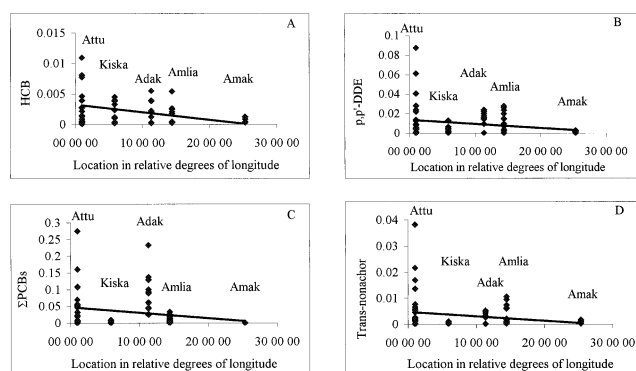 A
0.015
0.01
0.005
0
HCB
Attu
Kiska
Adak
Amlia
Amak
00 00 00 10 00 00 20 00 00 30 00 00
Location in relative degrees of longitude
B
0.1
0.08
0.06
0.04
0.02
0
p,p'-DDE
Attu
Kiska
Adak
Amlia
Amak
00 00 00 10 00 00 20 00 00 30 00 00
Location in relative degrees of longitude
C
0.3
0.25
0.2
0.15
0.1
0.05
0
ΣPCBs
Attu
Kiska
Adak
Amlia
Amak
00 00 00 10 00 00 20 00 00 30 00 00
Location in relative degrees of longitude
D
0.04
0.03
0.02
0.01
0
Trans-nonachor
Attu
Kiska
Adak
Amlia
Amak
00 00 00 10 00 00 20 00 00 30 00 00
Location in relative degrees of longitude